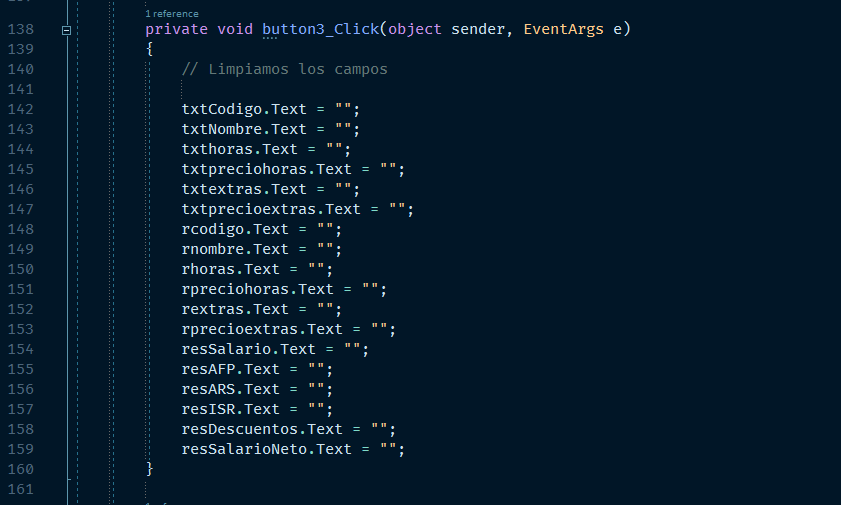 1 reference
138 private void button3_Click(object sender, EventArgs e)
139 {
140 // Limpiamos los campos
141
142 txtCodigo.Text = "";
143 txtNombre.Text = "";
144 txthoras.Text = "";
145 txtpreciohoras.Text = "";
146 txtextras.Text = "";
147 txtprecioextras.Text = "";
148 rcodigo.Text = "";
149 rnombre.Text = "";
150 rhoras.Text = "";
151 rpreciohoras.Text = "";
152 rextras.Text = "";
153 rprecioextras.Text = "";
154 resSalario.Text = "";
155 resAFP.Text = "";
156 resARS.Text = "";
157 resISR.Text = "";
158 resDescuentos.Text = "";
159 resSalarioNeto.Text = "";
160 }
161